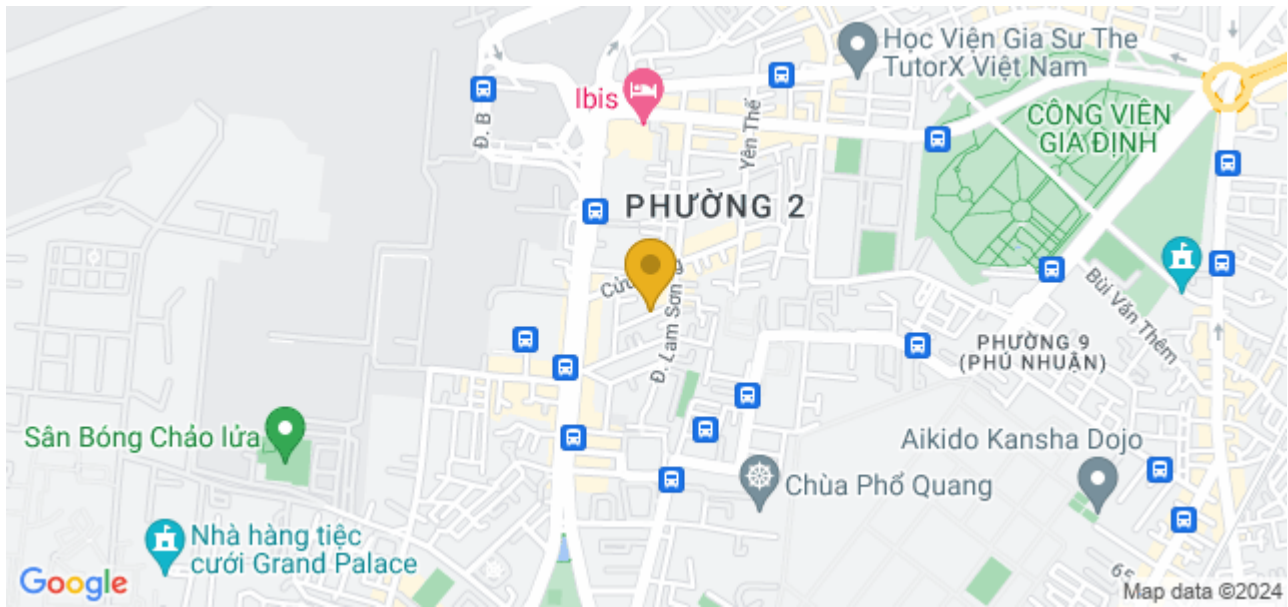 Học Viện Gia Sư The
TutorX Việt Nam
Ibis
Đ. B
Yên Thế
CÔNG VIÊN
GIA ĐỊNH
PHƯỜNG 2
Cửu
g
Đ. Lam Sơn
Bùi Văn Thêm
PHƯỜNG 9
(PHÚ NHUẬN)
Sân Bóng Chảo lửa
Aikido Kansha Dojo
Chùa Phổ Quang
Nhà hàng tiệc
cưới Grand Palace
Google
Map data ©2024